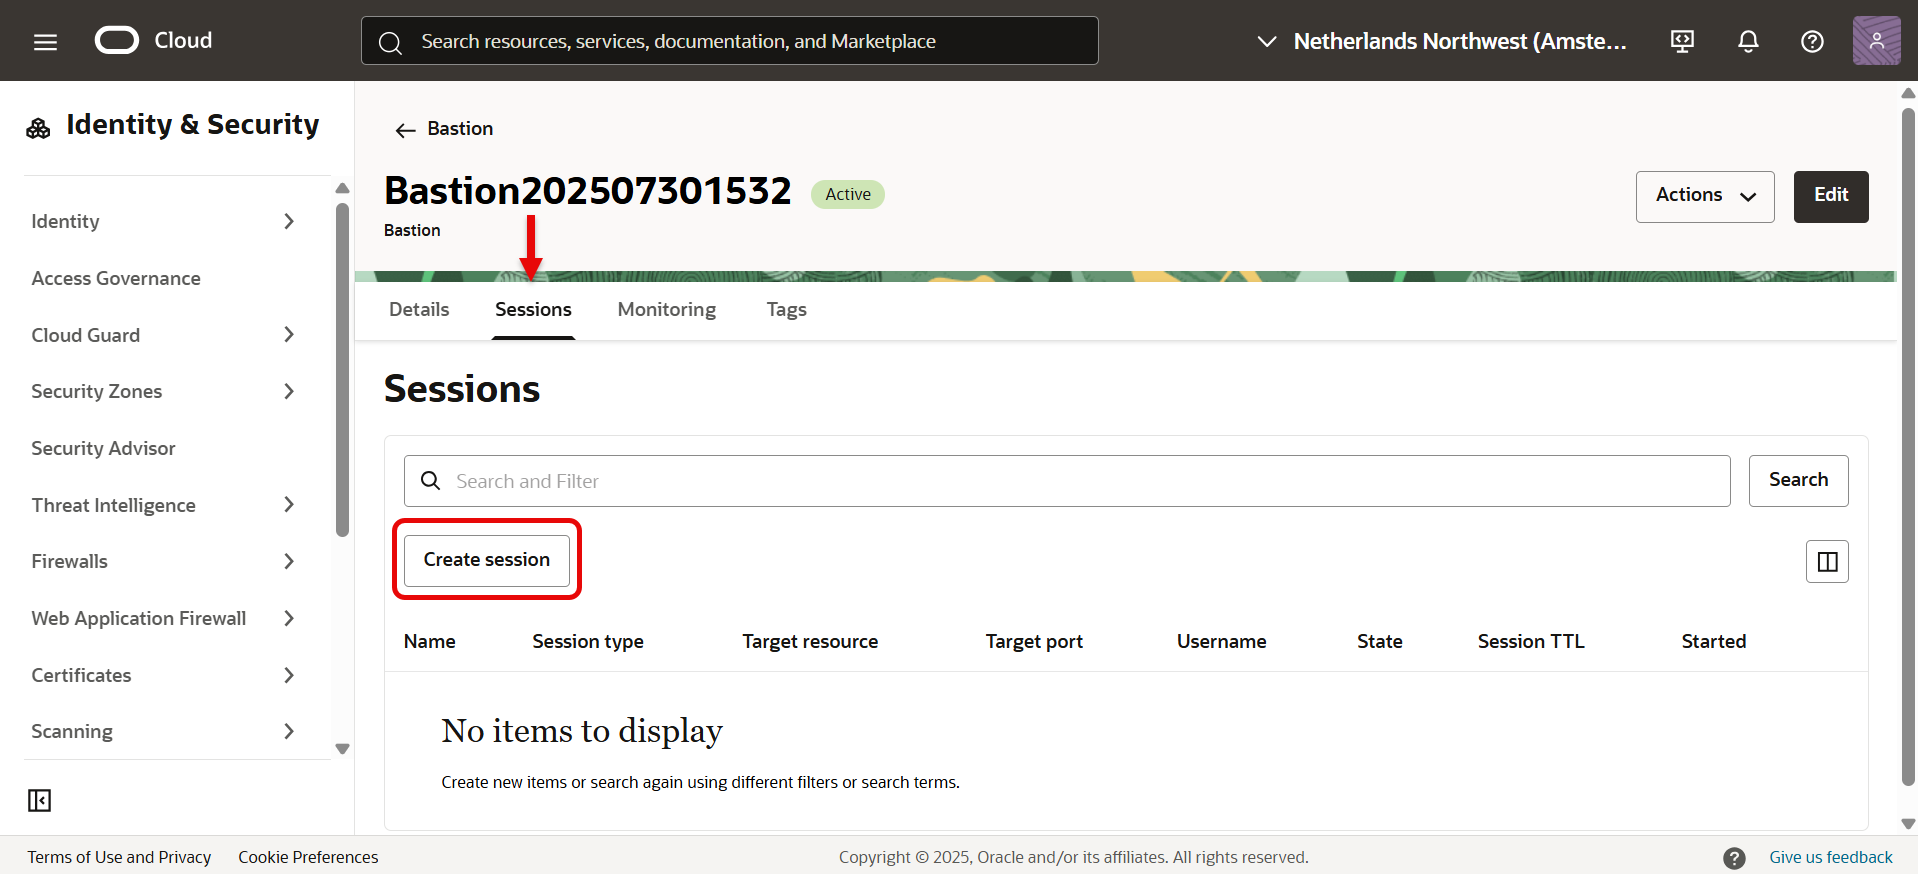 Cloud
Search resources, services, documentation, and Marketplace
Netherlands Northwest (Amste...
Identity & Security
Identity
Access Governance
Cloud Guard
Security Zones
Security Advisor
Threat Intelligence
Firewalls
Web Application Firewall
Certificates
Scanning
Bastion
Bastion202507301532
Active
Bastion
Actions
Edit
Details
Sessions
Monitoring
Tags
Sessions
Search and Filter
Search
Create session
Name
Session type
Target resource
Target port
Username
State
Session TTL
Started
No items to display
Create new items or search again using different filters or search terms.
Terms of Use and Privacy
Cookie Preferences
Copyright © 2025, Oracle and/or its affiliates. All rights reserved.
Give us feedback